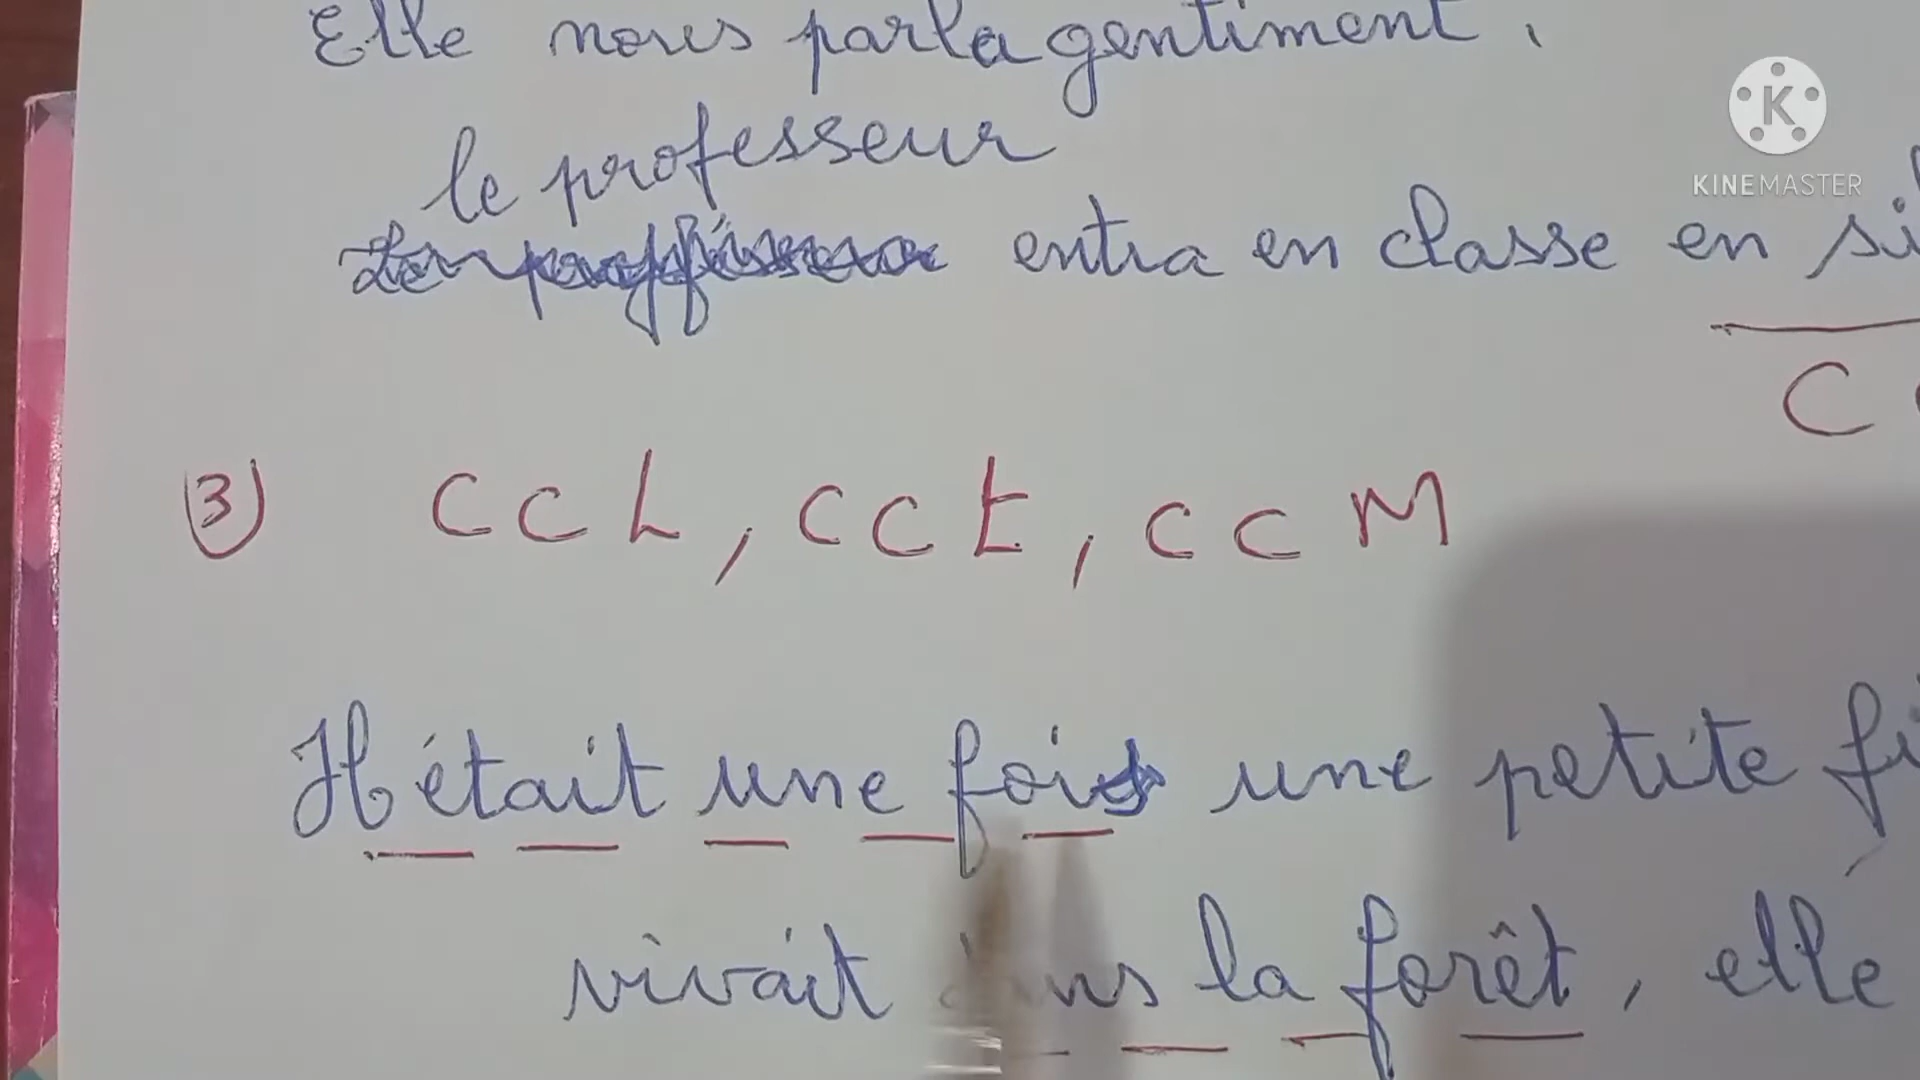 Elle nous parla gentiment.
KINEMASTER
le professeur
entra en classe en
C
3 CCL, CCT, CCM
Il était une fois une petite
vivait dans la forêt, elle